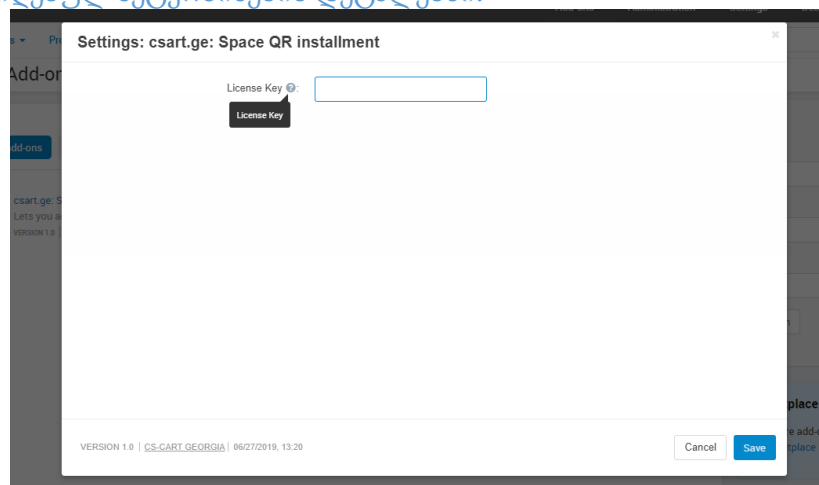 Settings: csart.ge: Space QR installment
Add-on
License Key
License Key
csart.ge: S
Lets you a
VERSION 1.0
VERSION 1.0 | CS-CART GEORGIA | 06/27/2019, 13:20
Cancel
Save